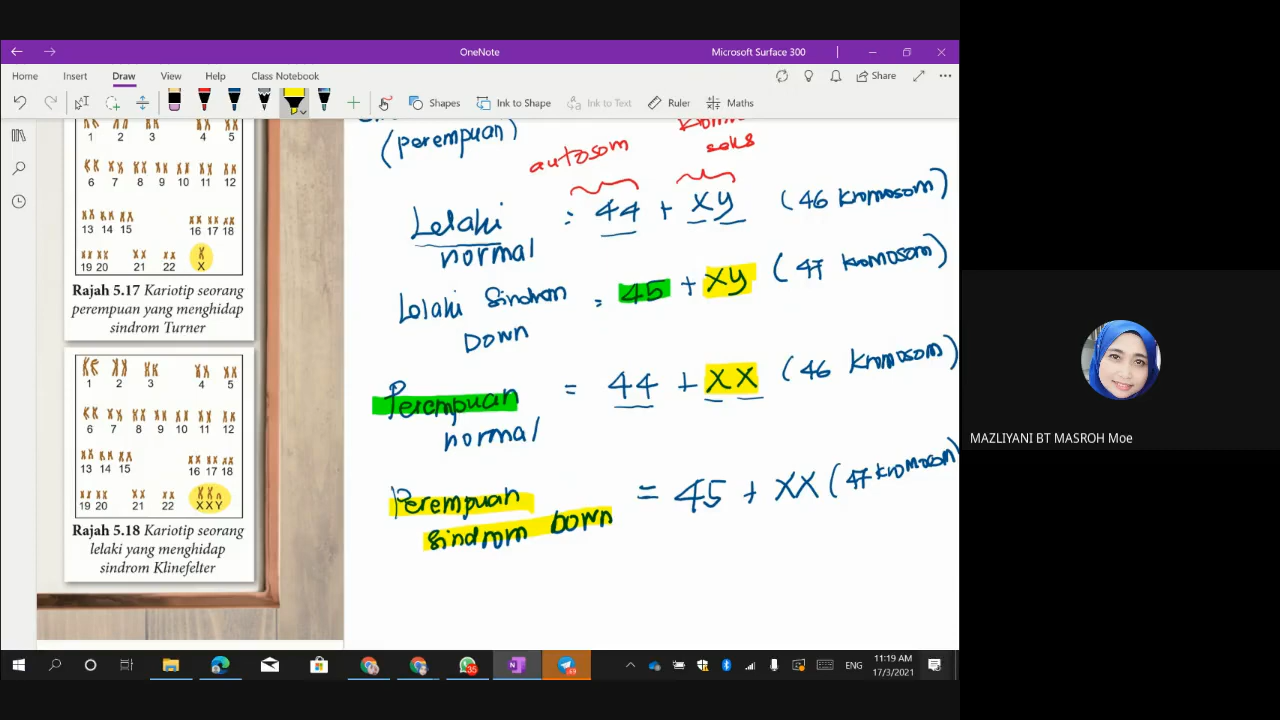 OneNote
Microsoft Surface 300
Home Insert Draw View Help Class Notebook
Share
Shapes Ink to Shape Ink to Text Ruler Maths
1 2 3 4 5
6 7 8 9 10 11 12
13 14 15 16 17 18
19 20 21 22 X
Rajah 5.17 Kariotip seorang
perempuan yang menghidap
sindrom Turner
1 2 3 4 5
6 7 8 9 10 11 12
13 14 15 16 17 18
19 20 21 22 X X Y
Rajah 5.18 Kariotip seorang
lelaki yang menghidap
sindrom Klinefelter
(perempuan)
autosom
seks
Lelaki = 44 + XY (46 kromosom)
normal
Lelaki Sindrom = 45 + XY (47 kromosom)
Down
Perempuan = 44 + XX (46 kromosom)
normal
Perempuan = 45 + XX (47 kromosom)
sindrom Down
MAZLIYANI BT MASROH Moe
35
ENG
11:19 AM
17/3/2021